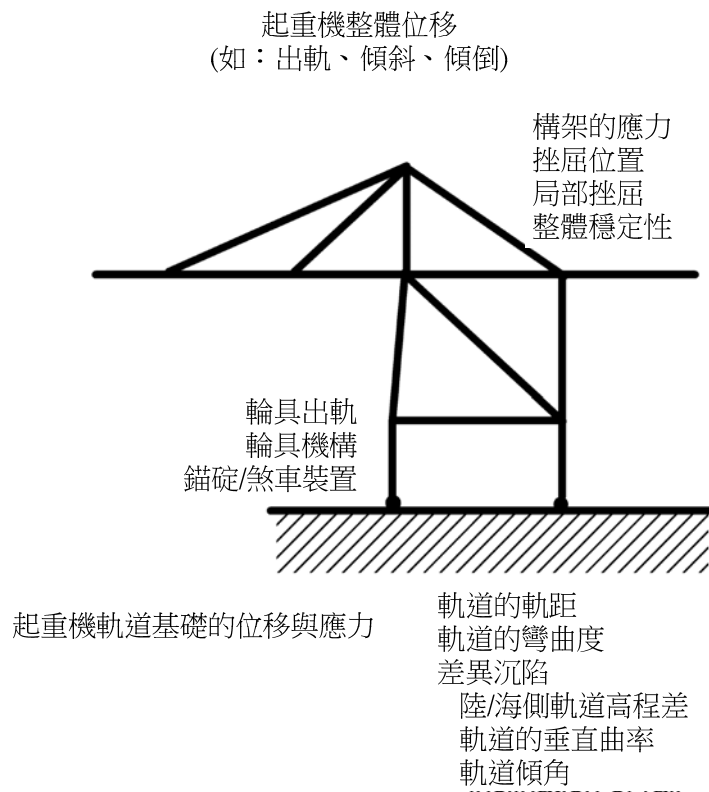 起重機整體位移
(如：出軌、傾斜、傾倒)
構架的應力
挫屈位置
局部挫屈
整體穩定性
輪具出軌
輪具機構
錨碇/煞車裝置
起重機軌道基礎的位移與應力
軌道的軌距
軌道的彎曲度
差異沉陷
陸/海側軌道高程差
軌道的垂直曲率
軌道傾角